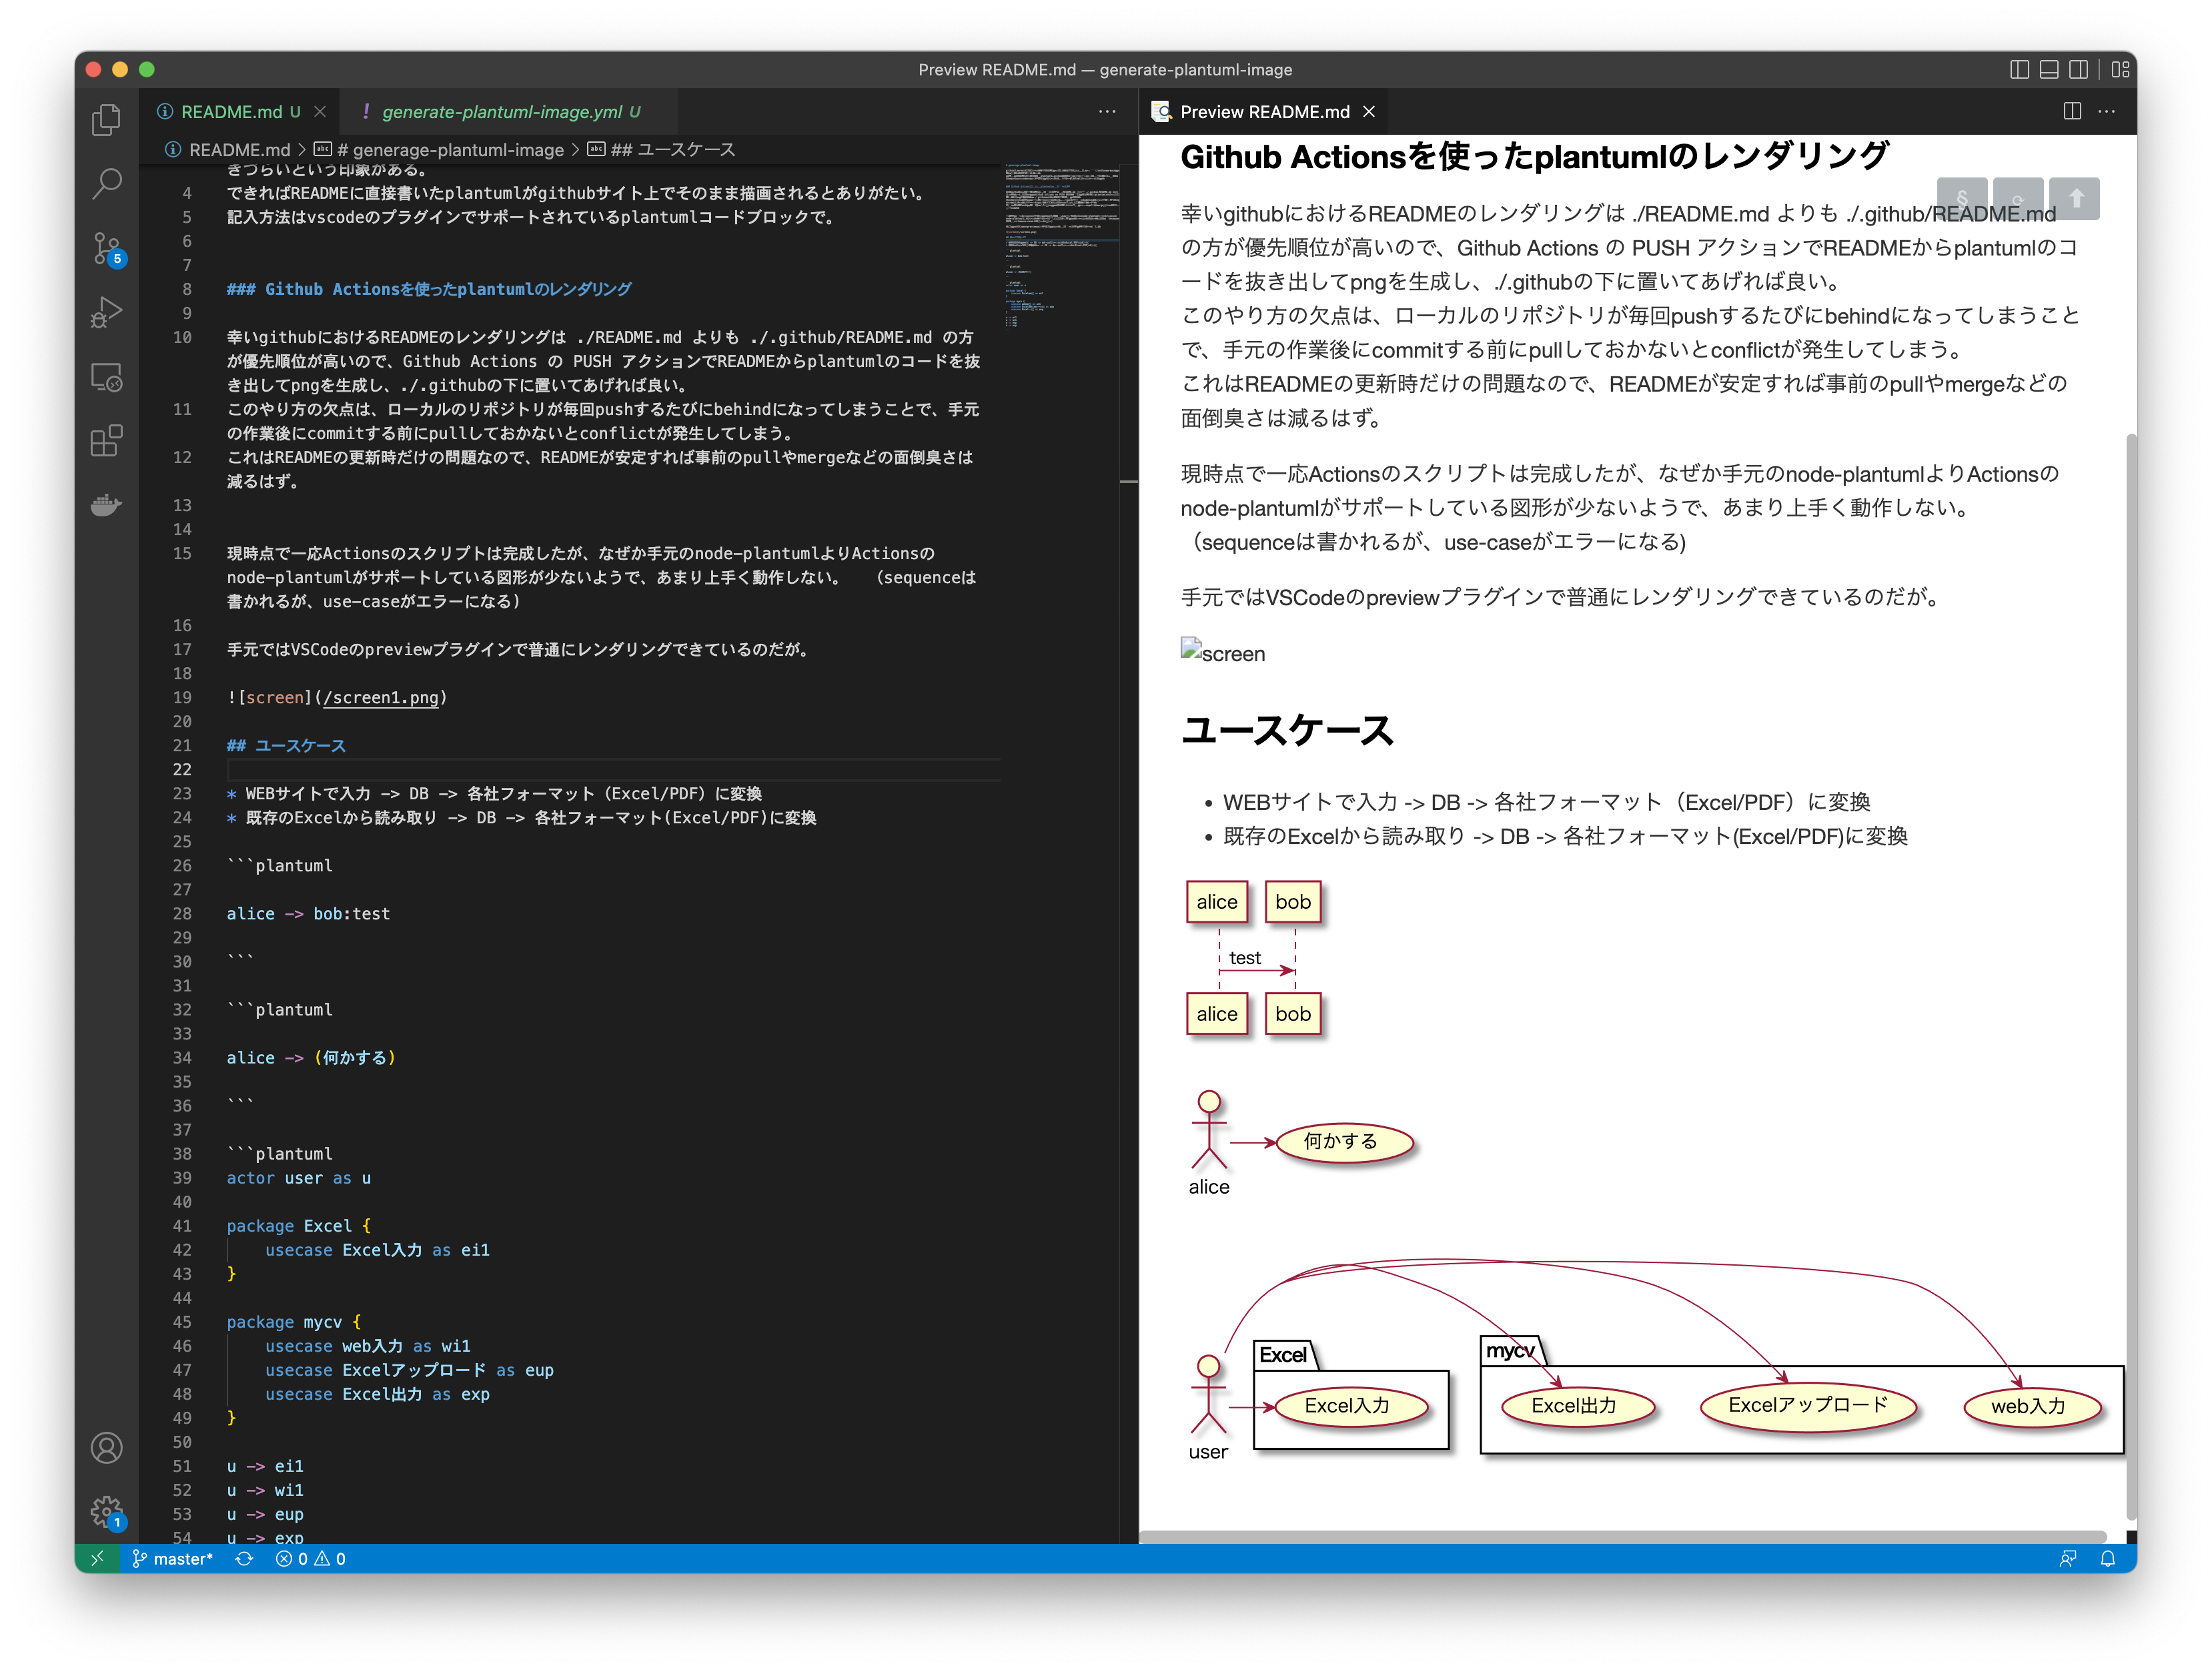 Preview README.md — generate-plantuml-image
README.md U
! generate-plantuml-image.yml U
README.md > # generage-plantuml-image > ## ユースケース
きづらいという印象がある。
4 できればREADMEに直接書いたplantumlがgithubサイト上でそのまま描画されるとありがたい。
5 記入方法はvscodeのプラグインでサポートされているplantumlコードブロックで。
6
7
8 ### Github Actionsを使ったplantumlのレンダリング
9
10 幸いgithubにおけるREADMEのレンダリングは ./README.md よりも ./.github/README.md の方
が優先順位が高いので、Github Actions の PUSH アクションでREADMEからplantumlのコードを抜
き出してpngを生成し、./.githubの下に置いてあげれば良い。
11 このやり方の欠点は、ローカルのリポジトリが毎回pushするたびにbehindになってしまうことで、手元
の作業後にcommitする前にpullしておかないとconflictが発生してしまう。
12 これはREADMEの更新時だけの問題なので、READMEが安定すれば事前のpullやmergeなどの面倒臭さは
減るはず。
13
14
15 現時点で一応Actionsのスクリプトは完成したが、なぜか手元のnode-plantumlよりActionsの
node-plantumlがサポートしている図形が少ないようで、あまり上手く動作しない。 （sequenceは
書かれるが、use-caseがエラーになる)
16
17 手元ではVSCodeのpreviewプラグインで普通にレンダリングできているのだが。
18
19 ![screen](/screen1.png)
20
21 ## ユースケース
22
23 * WEBサイトで入力 -> DB -> 各社フォーマット（Excel/PDF）に変換
24 * 既存のExcelから読み取り -> DB -> 各社フォーマット(Excel/PDF)に変換
25
26 ```plantuml
27
28 alice -> bob:test
29
30 ```
31
32 ```plantuml
33
34 alice -> (何かする)
35
36 ```
37
38 ```plantuml
39 actor user as u
40
41 package Excel {
42 usecase Excel入力 as ei1
43 }
44
45 package mycv {
46 usecase web入力 as wi1
47 usecase Excelアップロード as eup
48 usecase Excel出力 as exp
49 }
50
51 u -> ei1
52 u -> wi1
53 u -> eup
54 u -> exp
5
1
master*
0 0
Preview README.md
Github Actionsを使ったplantumlのレンダリング
§
幸いgithubにおけるREADMEのレンダリングは ./README.md よりも ./.github/README.md
の方が優先順位が高いので、Github Actions の PUSH アクションでREADMEからplantumlのコ
ードを抜き出してpngを生成し、./.githubの下に置いてあげれば良い。
このやり方の欠点は、ローカルのリポジトリが毎回pushするたびにbehindになってしまうこと
で、手元の作業後にcommitする前にpullしておかないとconflictが発生してしまう。
これはREADMEの更新時だけの問題なので、READMEが安定すれば事前のpullやmergeなどの
面倒臭さは減るはず。
現時点で一応Actionsのスクリプトは完成したが、なぜか手元のnode-plantumlよりActionsの
node-plantumlがサポートしている図形が少ないようで、あまり上手く動作しない。
（sequenceは書かれるが、use-caseがエラーになる)
手元ではVSCodeのpreviewプラグインで普通にレンダリングできているのだが。
screen
ユースケース
• WEBサイトで入力 -> DB -> 各社フォーマット（Excel/PDF）に変換
• 既存のExcelから読み取り -> DB -> 各社フォーマット(Excel/PDF)に変換
alice bob
test
alice bob
何かする
alice
Excel
mycv
Excel入力
Excel出力
Excelアップロード
web入力
user